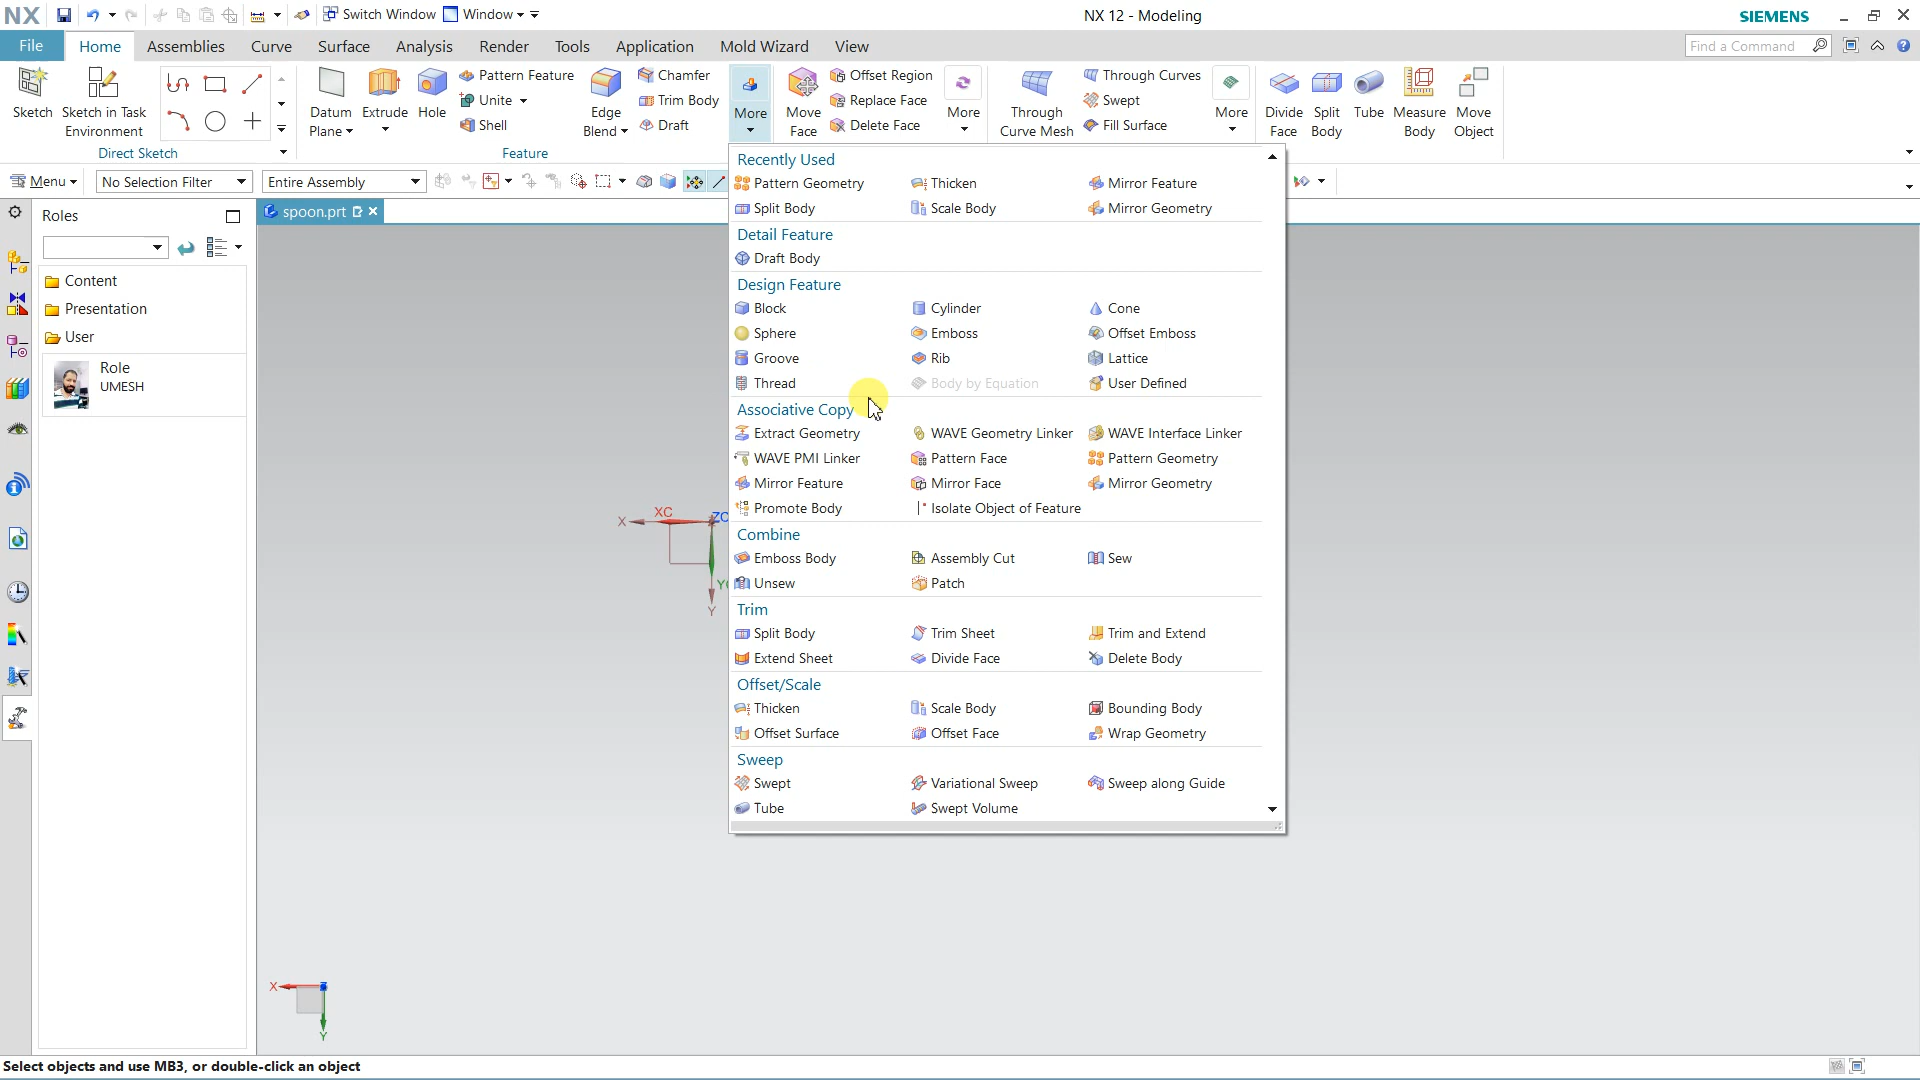 NX Switch Window Window NX 12 - Modeling SIEMENS
File Home Assemblies Curve Surface Analysis Render Tools Application Mold Wizard View Find a Command
Sketch
Sketch in Task Environment
Direct Sketch
Datum Plane
Extrude
Hole
Pattern Feature
Unite
Shell
Edge Blend
Chamfer
Trim Body
Draft
More
Feature
Move Face
Offset Region
Replace Face
Delete Face
More
Through Curve Mesh
Through Curves
Swept
Fill Surface
More
Divide Face
Split Body
Tube
Measure Body
Move Object
Menu No Selection Filter Entire Assembly
Roles
spoon.prt
Content
Presentation
User
Role
UMESH
Recently Used
Pattern Geometry Thicken Mirror Feature
Split Body Scale Body Mirror Geometry
Detail Feature
Draft Body
Design Feature
Block Cylinder Cone
Sphere Emboss Offset Emboss
Groove Rib Lattice
Thread Body by Equation User Defined
Associative Copy
Extract Geometry WAVE Geometry Linker WAVE Interface Linker
WAVE PMI Linker Pattern Face Pattern Geometry
Mirror Feature Mirror Face Mirror Geometry
Promote Body Isolate Object of Feature
Combine
Emboss Body Assembly Cut Sew
Unsew Patch
Trim
Split Body Trim Sheet Trim and Extend
Extend Sheet Divide Face Delete Body
Offset/Scale
Thicken Scale Body Bounding Body
Offset Surface Offset Face Wrap Geometry
Sweep
Swept Variational Sweep Sweep along Guide
Tube Swept Volume
X XC ZC
Y
X
Y
Select objects and use MB3, or double-click an object